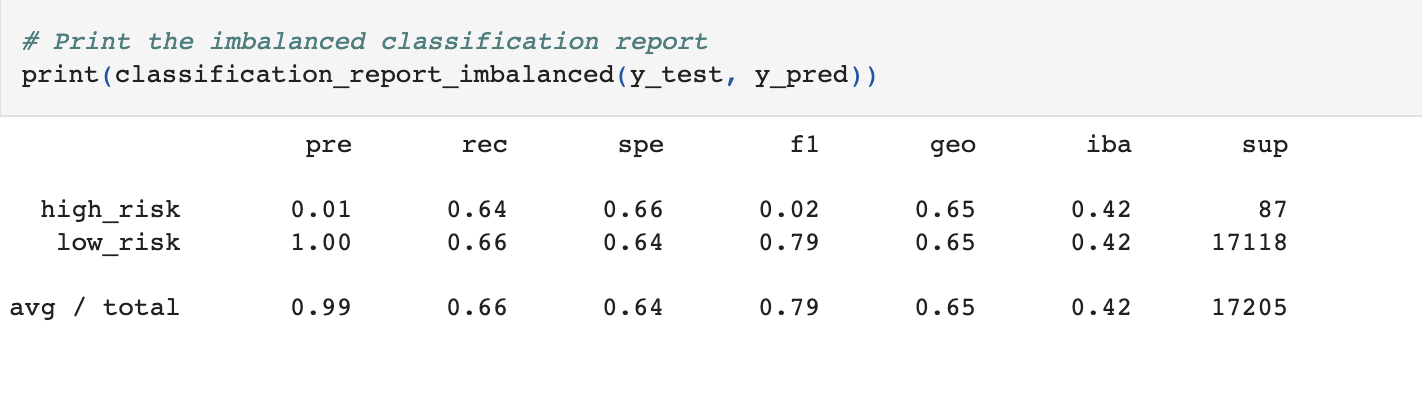 # Print the imbalanced classification report
print(classification_report_imbalanced(y_test, y_pred))
pre rec spe f1 geo iba sup
high_risk 0.01 0.64 0.66 0.02 0.65 0.42 87
low_risk 1.00 0.66 0.64 0.79 0.65 0.42 17118
avg / total 0.99 0.66 0.64 0.79 0.65 0.42 17205